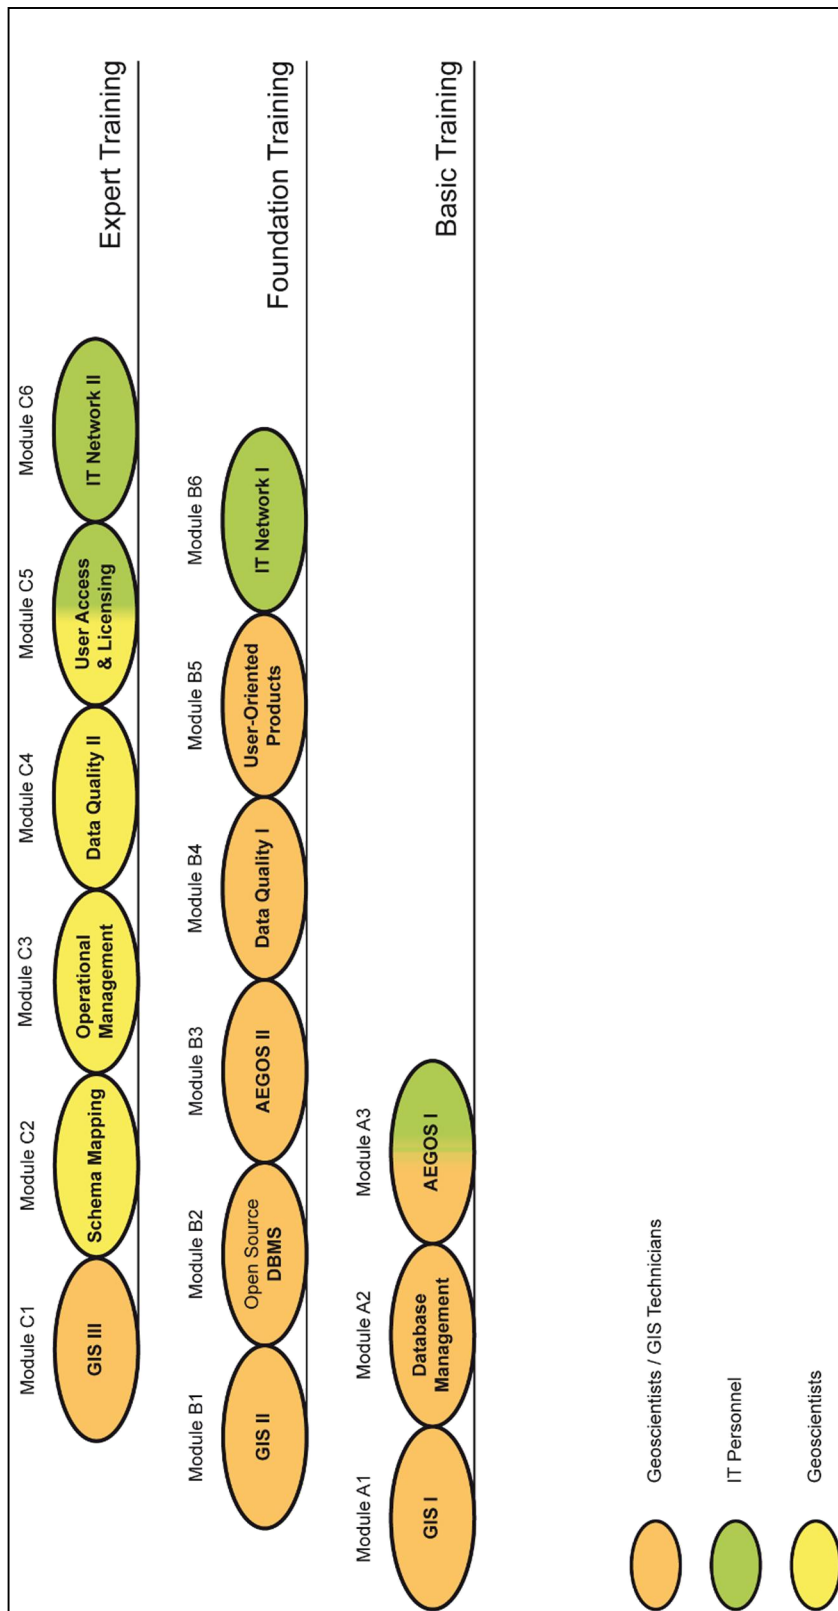 Module C1
Module C2
Module C3
Module C4
Module C5
Module C6
GIS III
Schema Mapping
Operational
Management
Data Quality II
User Access
& Licensing
IT Network II
Expert Training
Module B1
Module B2
Module B3
Module B4
Module B5
Module B6
GIS II
Open Source
DBMS
AEGOS II
Data Quality I
User-Oriented
Products
IT Network I
Foundation Training
Module A1
Module A2
Module A3
GIS I
Database
Management
AEGOS I
Basic Training
Geoscientists / GIS Technicians
IT Personnel
Geoscientists